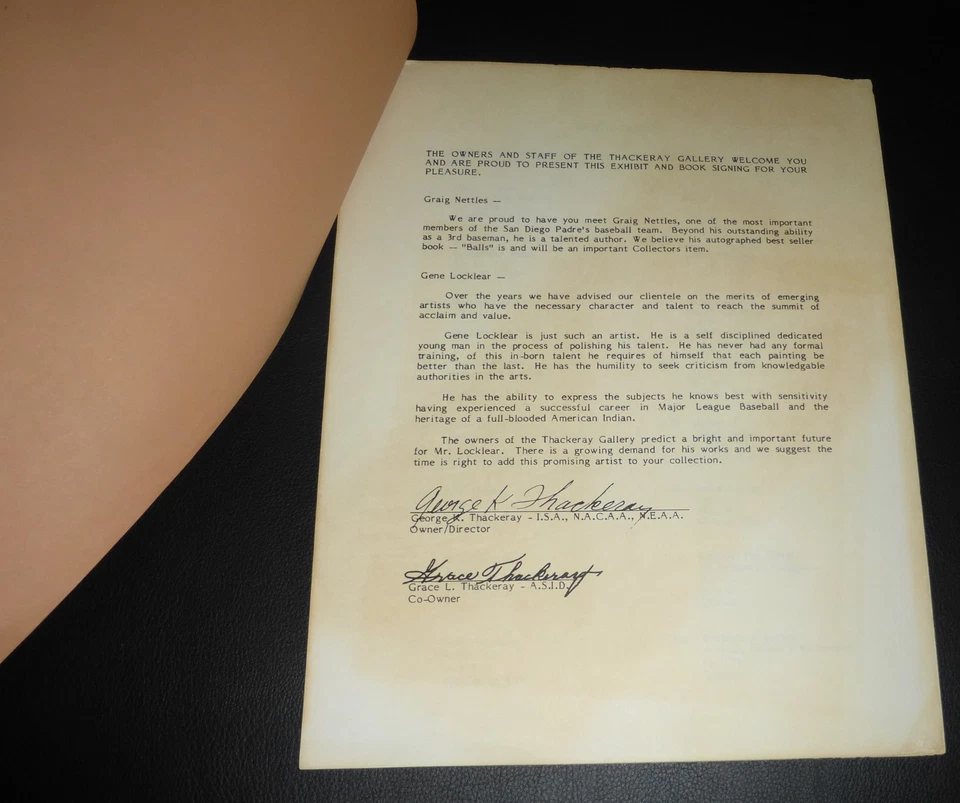 THE OWNERS AND STAFF OF THE THACKERAY GALLERY WELCOME YOU
AND ARE PROUD TO PRESENT THIS EXHIBIT AND BOOK SIGNING FOR YOUR
PLEASURE.
Graig Nettles —
We are proud to have you meet Graig Nettles, one of the most important
members of the San Diego Padre's baseball team. Beyond his outstanding ability
as a 3rd baseman, he is a talented author. We believe his autographed best seller
book — "Balls" is and will be an important Collectors item.
Gene Locklear —
Over the years we have advised our clientele on the merits of emerging
artists who have the necessary character and talent to reach the summit of
acclaim and value.
Gene Locklear is just such an artist. He is a self disciplined dedicated
young man in the process of polishing his talent. He has never had any formal
training, of this in-born talent he requires of himself that each painting be
better than the last. He has the humility to seek criticism from knowledgable
authorities in the arts.
He has the ability to express the subjects he knows best with sensitivity
having experienced a successful career in Major League Baseball and the
heritage of a full-blooded American Indian.
The owners of the Thackeray Gallery predict a bright and important future
for Mr. Locklear. There is a growing demand for his works and we suggest the
time is right to add this promising artist to your collection.
George K Thackeray
George K. Thackeray - I.S.A., N.A.C.A.A., N.E.A.A.
Owner/Director
Grace Thackeray
Grace L. Thackeray - A.S.I.D.
Co-Owner